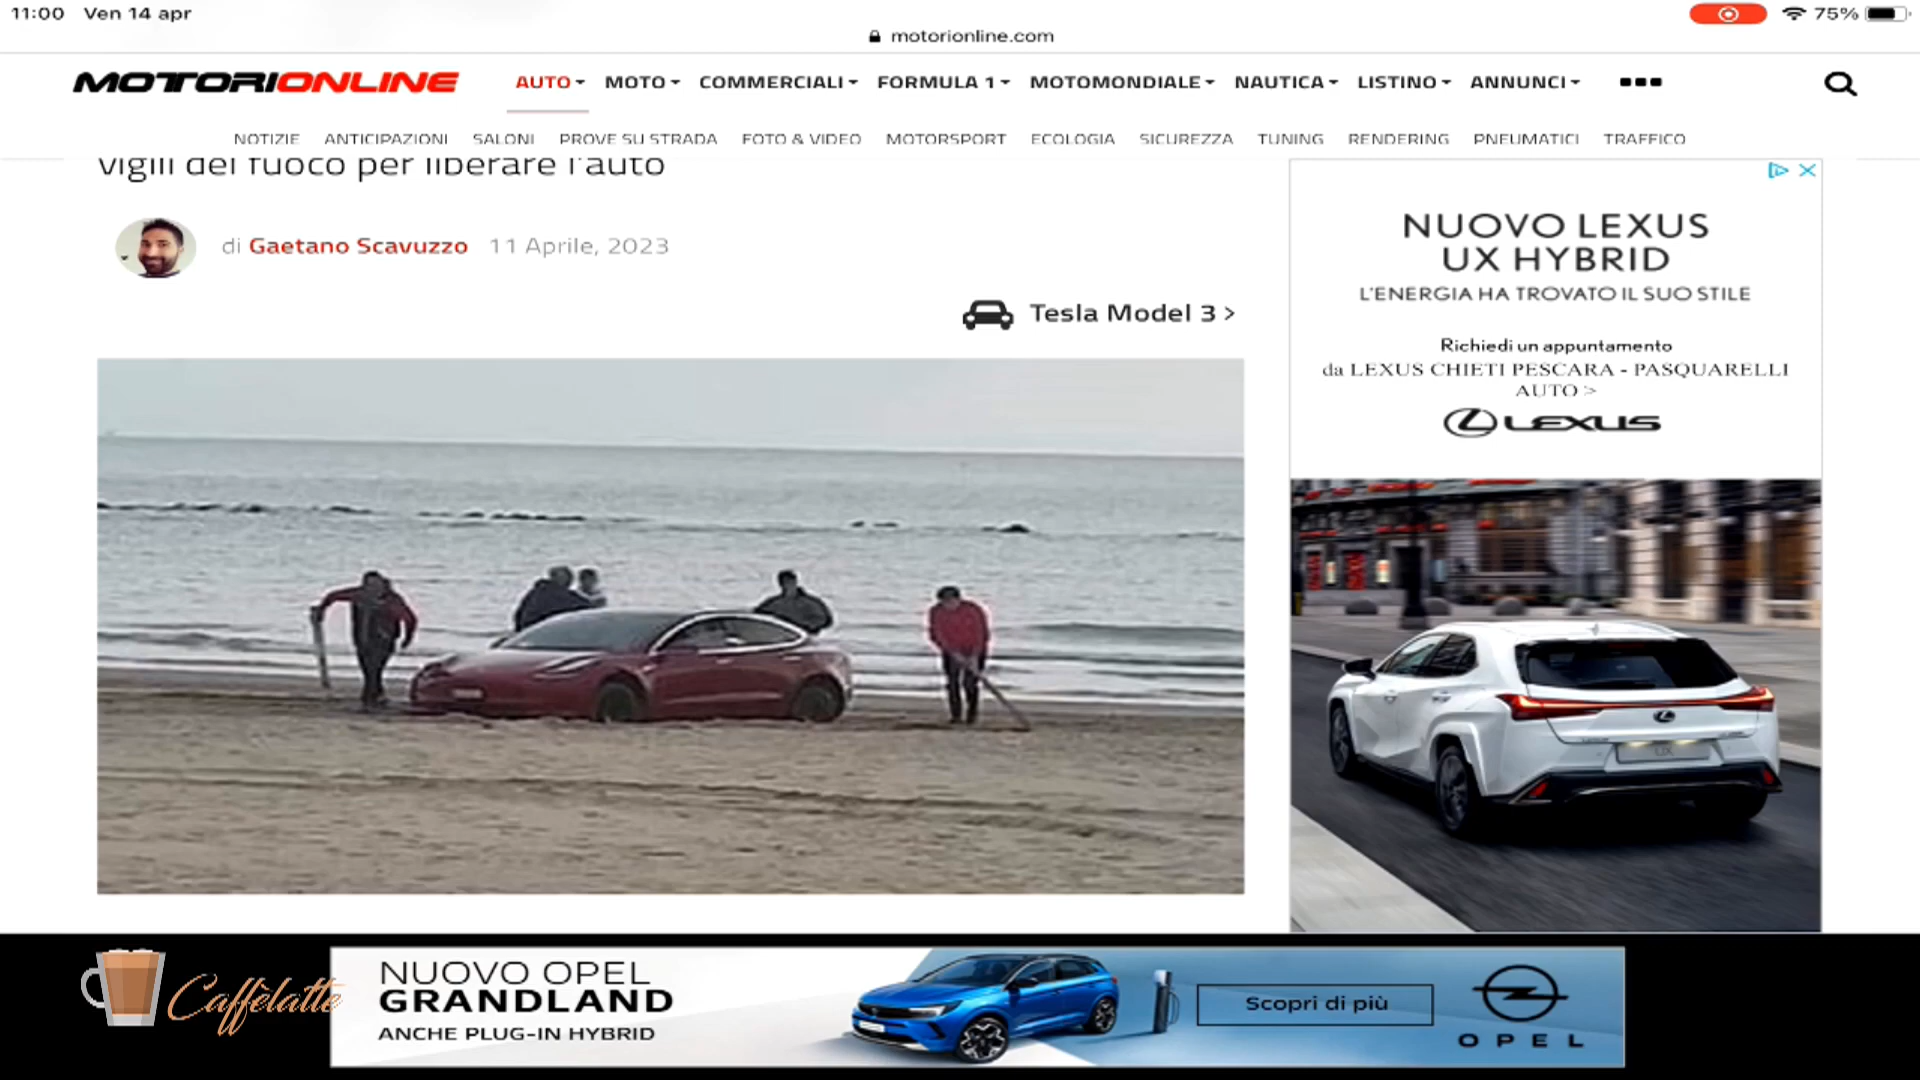 11:00 Ven 14 apr
75%
motorionline.com
MOTORIONLINE
AUTO MOTO COMMERCIALI FORMULA 1 MOTOMONDIALE NAUTICA LISTINO ANNUNCI
NOTIZIE ANTICIPAZIONI SALONI PROVE SU STRADA FOTO & VIDEO MOTORSPORT ECOLOGIA SICUREZZA TUNING RENDERING PNEUMATICI TRAFFICO
vigili del fuoco per liberare l'auto
di Gaetano Scavuzzo 11 Aprile, 2023
Tesla Model 3 >
NUOVO LEXUS
UX HYBRID
L'ENERGIA HA TROVATO IL SUO STILE
Richiedi un appuntamento
da LEXUS CHIETI PESCARA - PASQUARELLI
AUTO >
LEXUS
UX
Caffèlatte
NUOVO OPEL
GRANDLAND
ANCHE PLUG-IN HYBRID
Scopri di più
OPEL